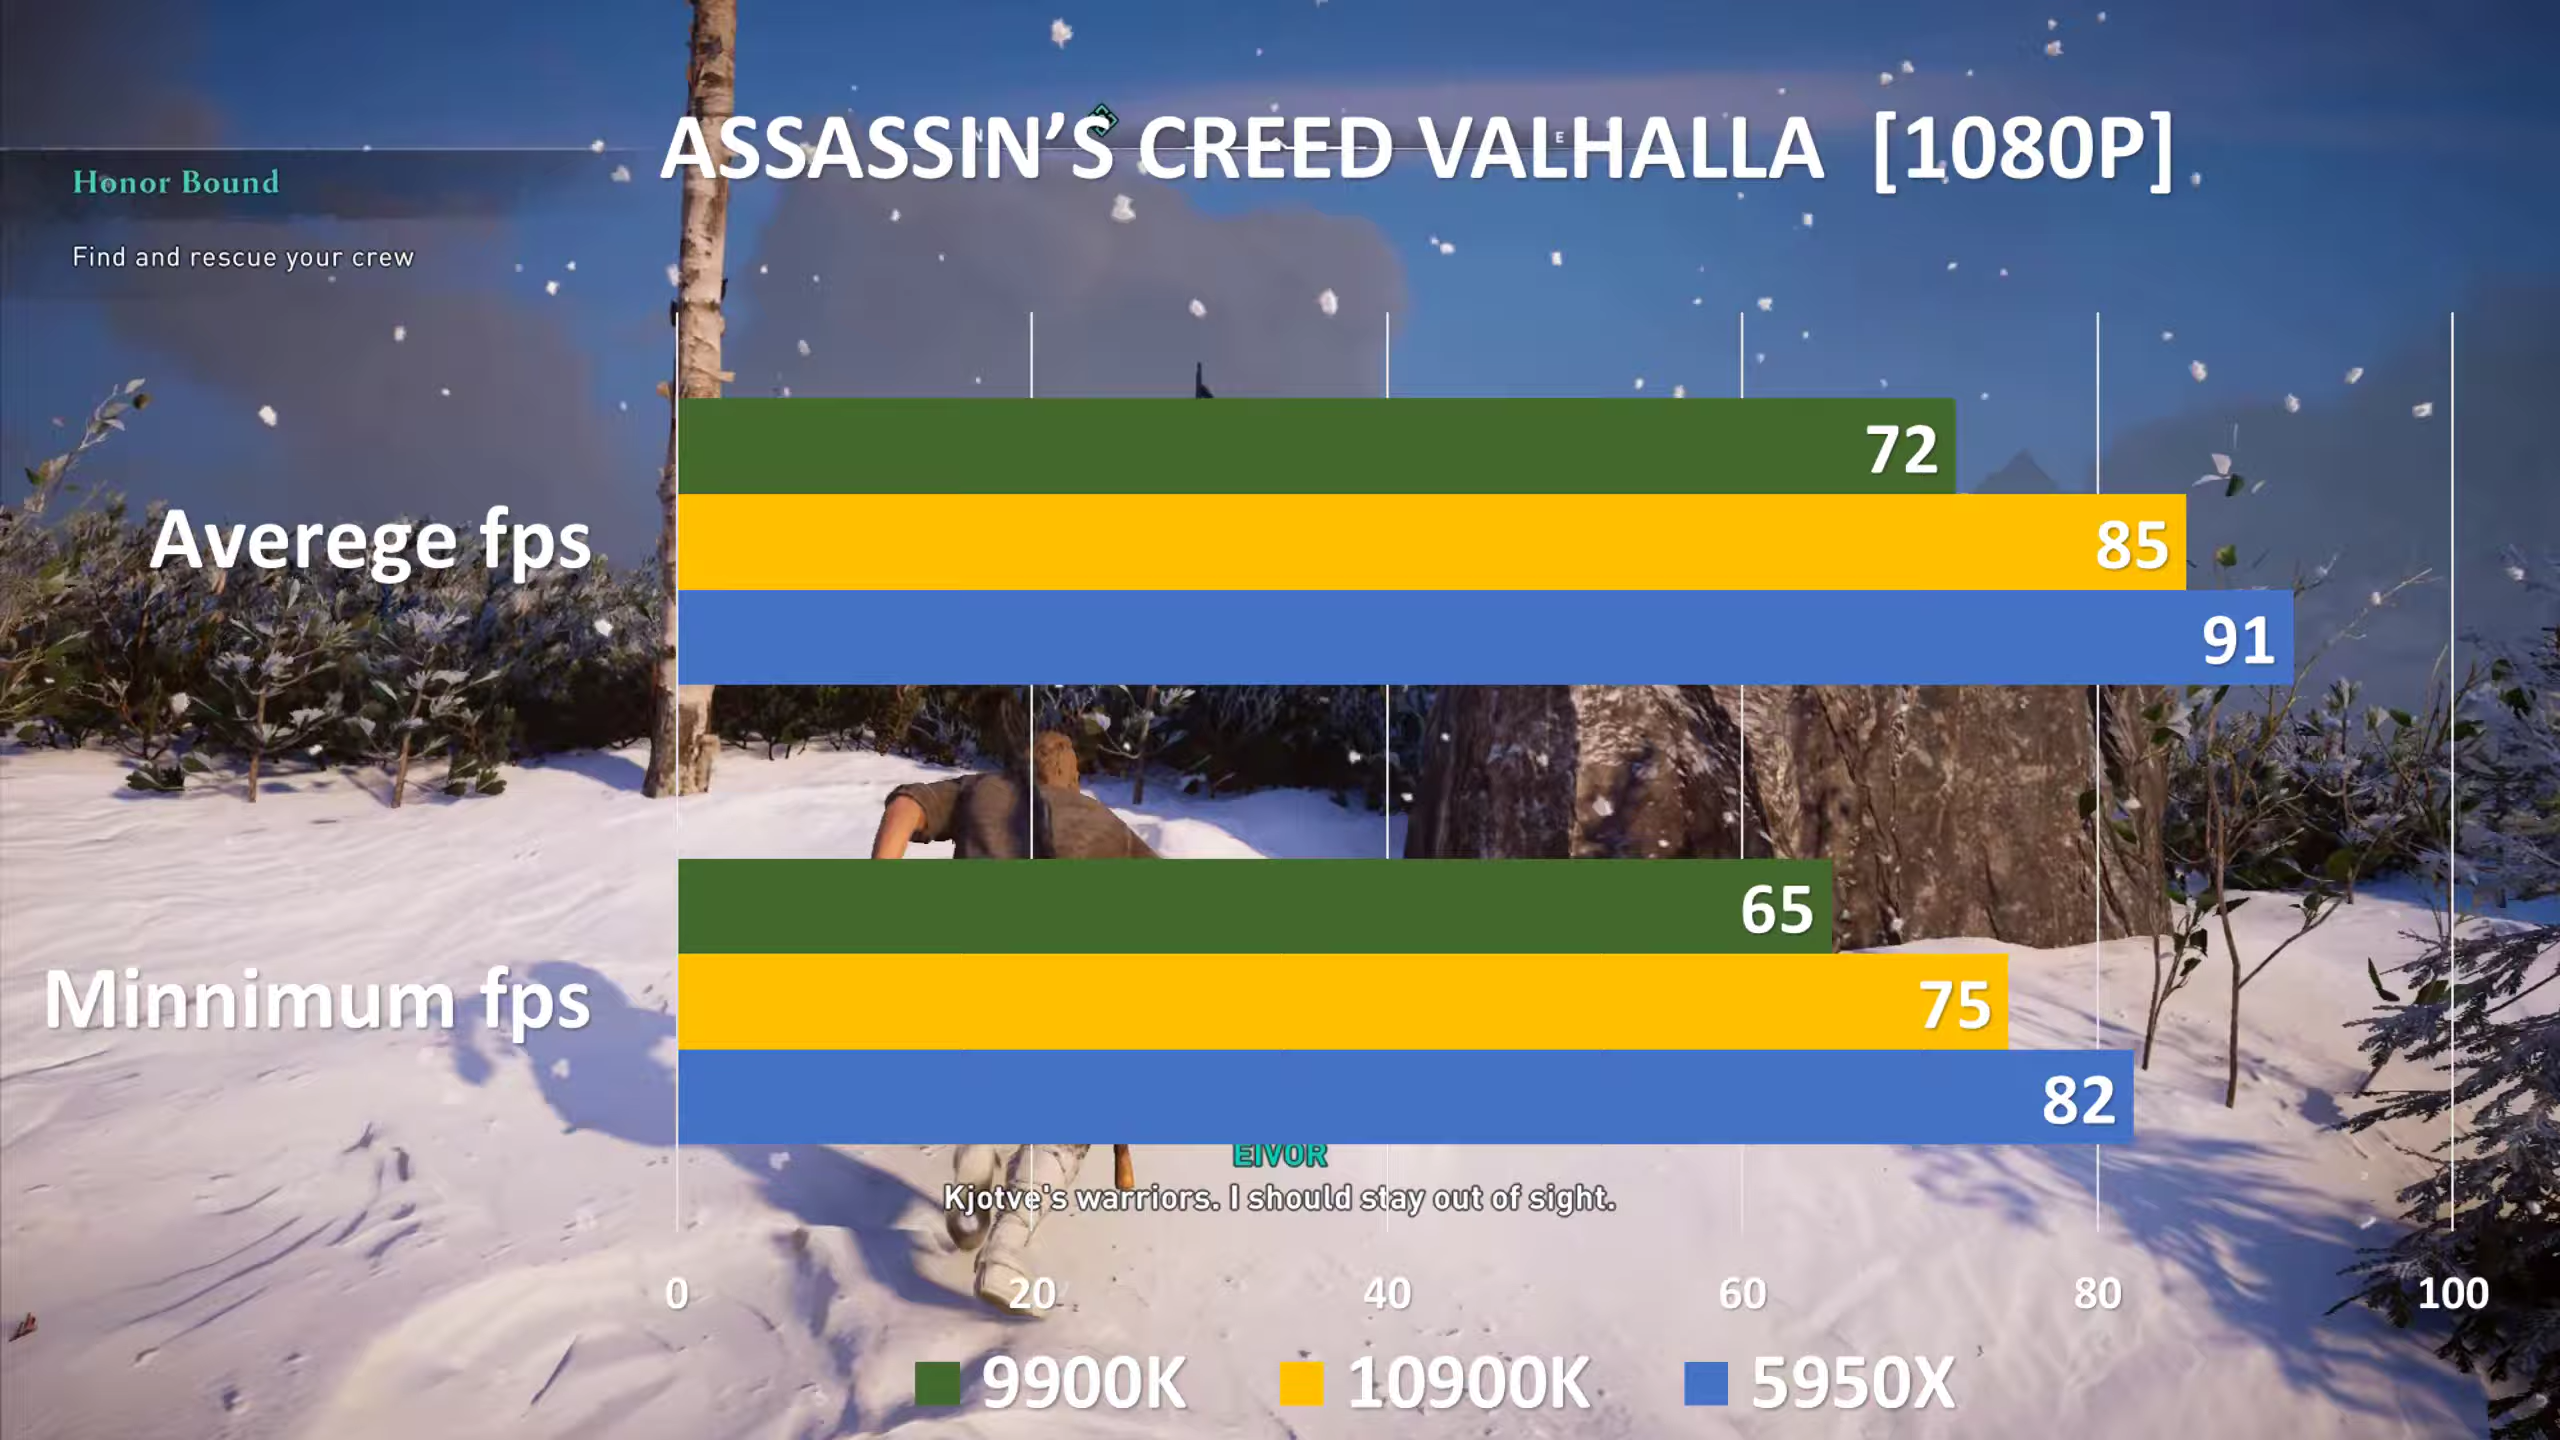 ASSASSIN’S CREED VALHALLA [1080P]
N
E
Honor Bound
Find and rescue your crew
Averege fps
72
85
91
Minnimum fps
65
75
82
EIVOR
Kjotve's warriors. I should stay out of sight.
0 20 40 60 80 100
9900K 10900K 5950X